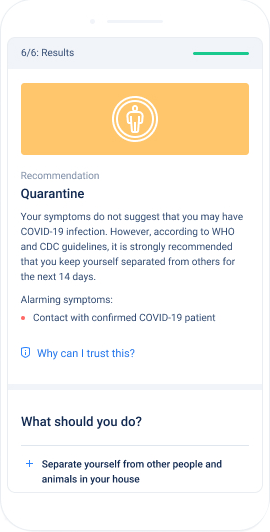 6/6: Results
Recommendation
Quarantine
Your symptoms do not suggest that you may have
COVID-19 infection. However, according to WHO
and CDC guidelines, it is strongly recommended
that you keep yourself separated from others for
the next 14 days.
Alarming symptoms:
Contact with confirmed COVID-19 patient
Why can I trust this?
What should you do?
+ Separate yourself from other people and
animals in your house